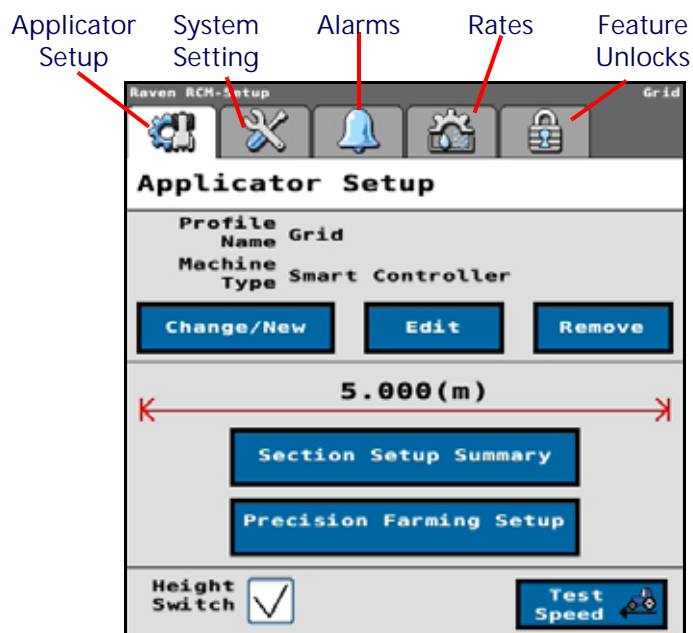 Applicator Setup
System Setting
Alarms
Rates
Feature Unlocks
Raven RCM-Setup
Grid
Applicator Setup
Profile Name Grid
Machine Type Smart Controller
Change/New
Edit
Remove
5.000(m)
Section Setup Summary
Precision Farming Setup
Height Switch
Test Speed